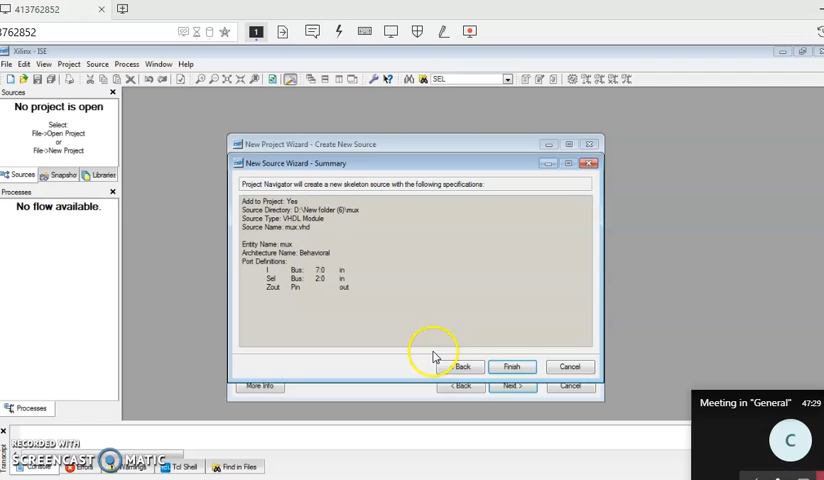 413762852
3762852
1
Xilinx - ISE
File Edit View Project Source Process Window Help
SEL
Sources
No project is open
Select:
File->Open Project
or
File->New Project
Sources Snapsho Libraries
Processes
No flow available.
Processes
New Project Wizard - Create New Source
New Source Wizard - Summary
Project Navigator will create a new skeleton source with the following specifications:
Add to Project: Yes
Source Directory: D:\New folder (6)\mux
Source Type: VHDL Module
Source Name: mux.vhd
Entity Name: mux
Architecture Name: Behavioral
Port Definitions:
I Bus: 7:0 in
Sel Bus: 2:0 in
Zout Pin out
< Back Finish Cancel
More Info < Back Next > Cancel
Meeting in "General" 47:29
C
Transcript
RECORDED WITH
SCREENCAST MATIC
Console Errors Warnings Tcl Shell Find in Files